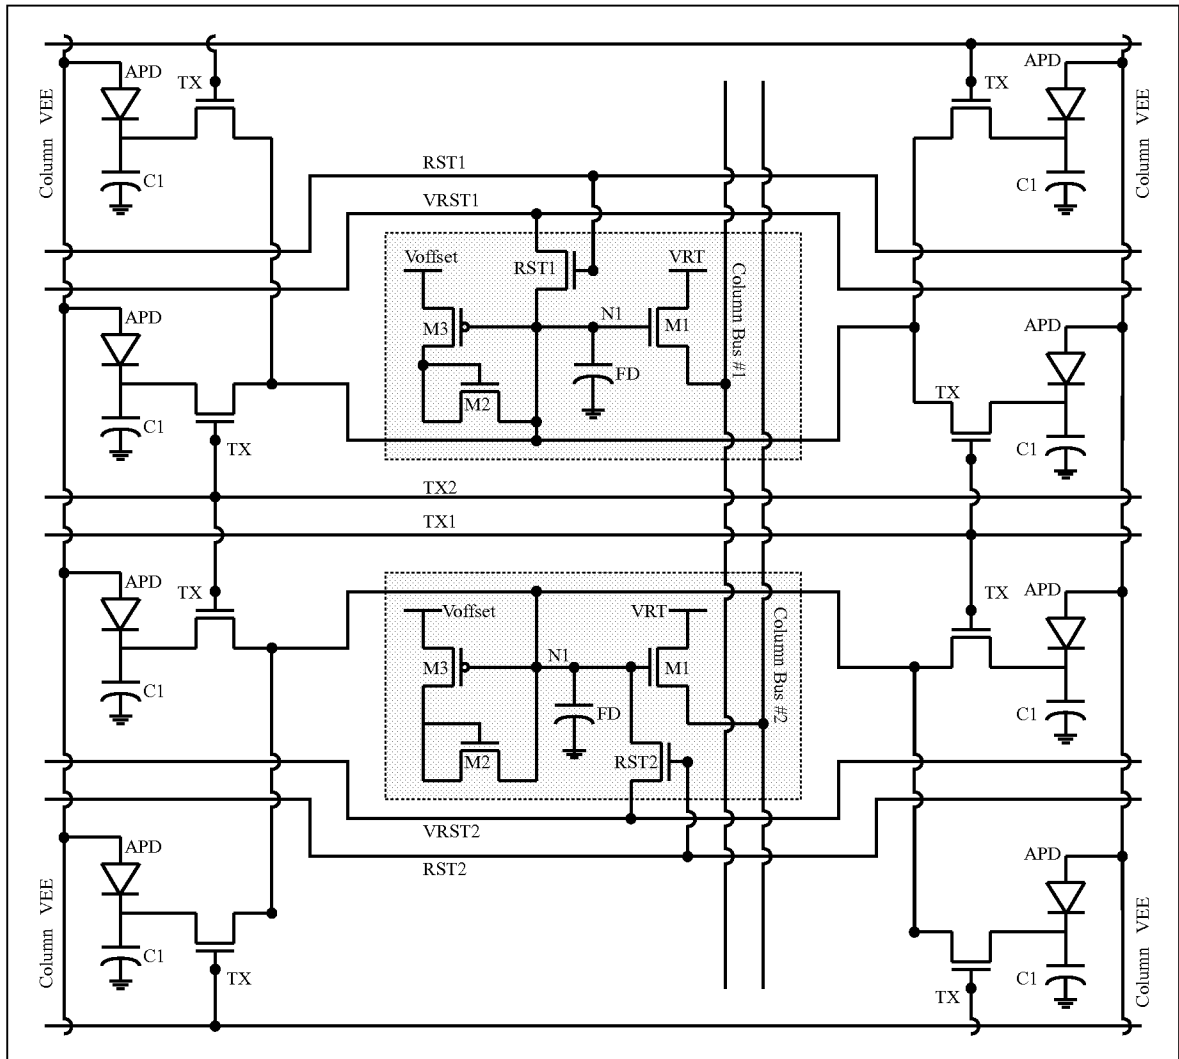 APD
TX
TX
APD
Column VEE
C1
RST1
C1
Column VEE
VRST1
Voffset
RST1
VRT
Column Bus #1
APD
M3
N1
M1
APD
FD
M2
TX
C1
TX
C1
TX2
TX1
APD
TX
TX
APD
Voffset
VRT
Column Bus #2
M3
N1
M1
C1
FD
C1
M2
RST2
VRST2
APD
RST2
APD
Column VEE
C1
TX
TX
C1
Column VEE